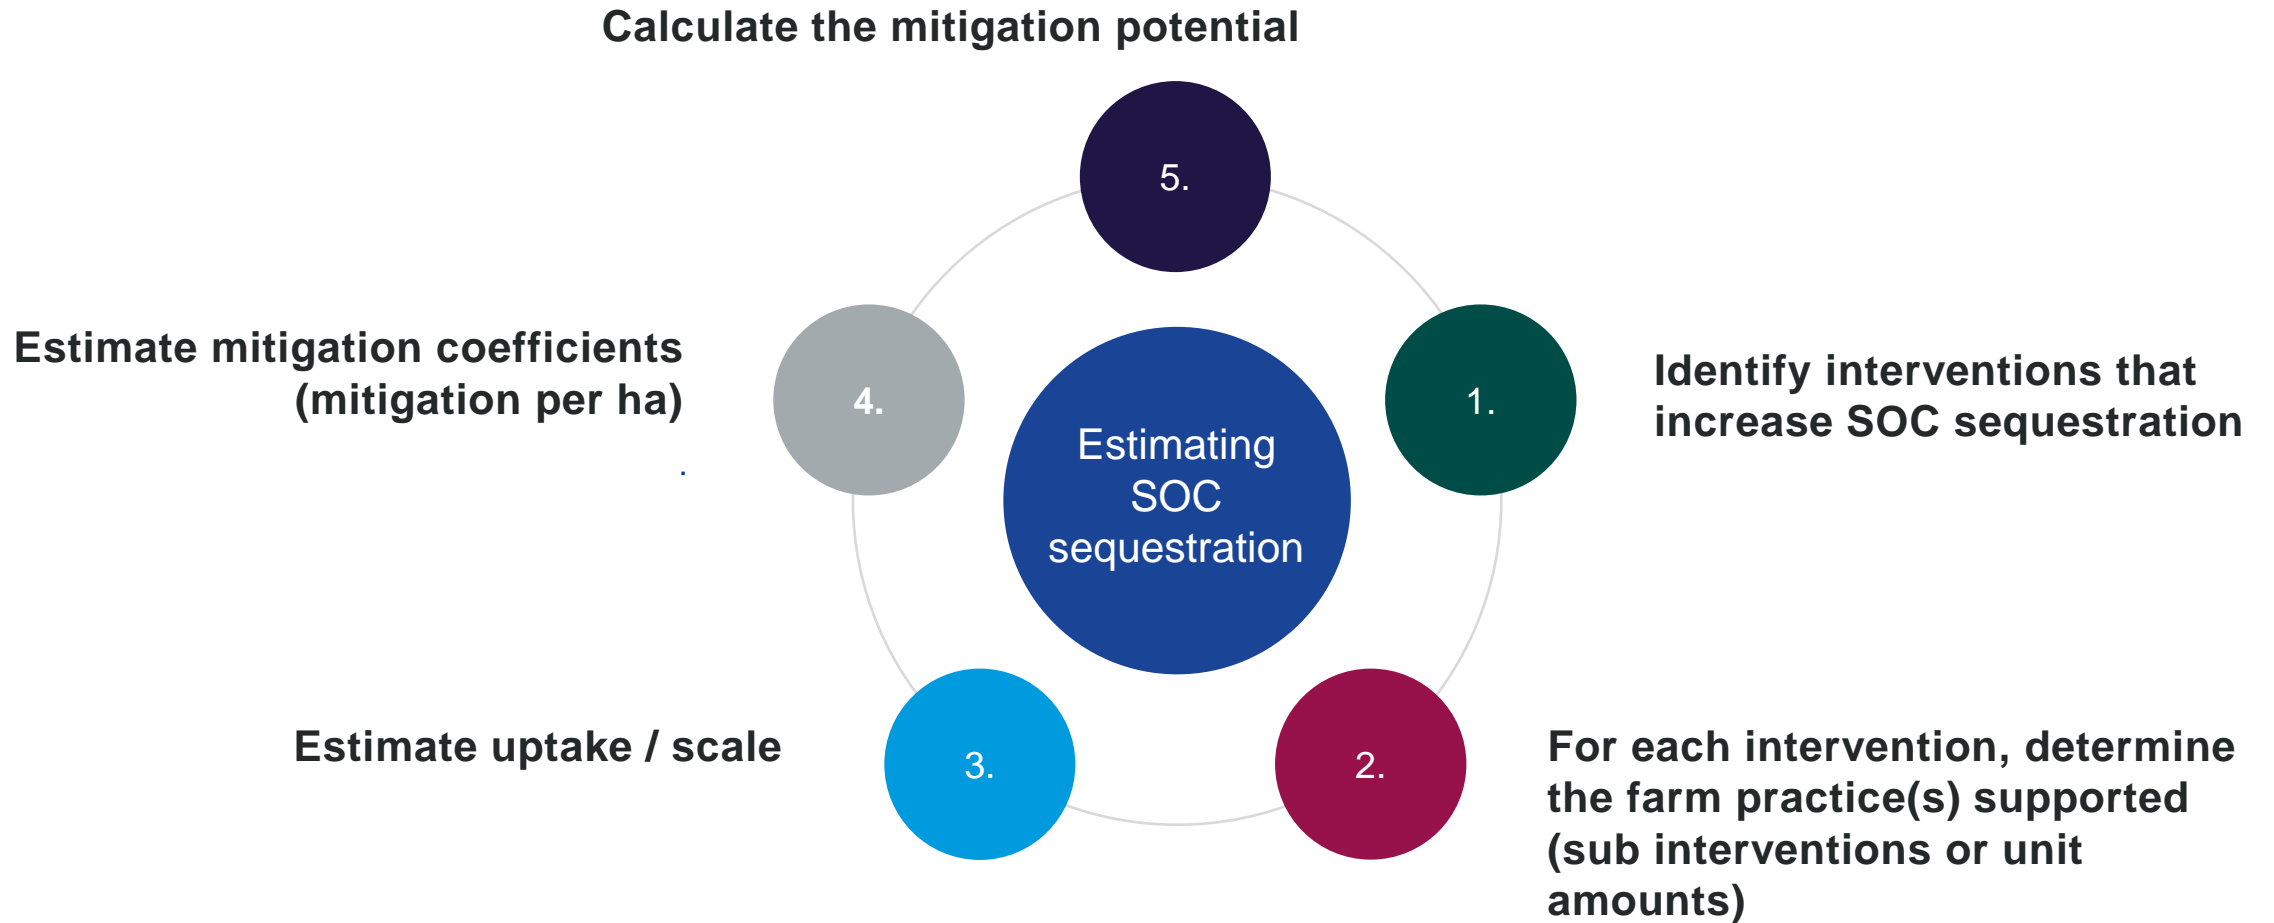 Calculate the mitigation potential
5.
Estimate mitigation coefficients
(mitigation per ha)
.
4.
Estimating
SOC
sequestration
1.
Identify interventions that
increase SOC sequestration
Estimate uptake / scale
3.
2.
For each intervention, determine
the farm practice(s) supported
(sub interventions or unit
amounts)